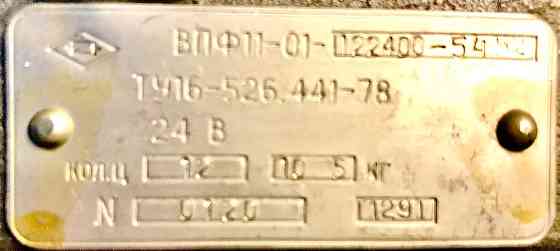 ВПФ11-01-122400-54
ТУ16-526.441-78
24 В
КОЛ.Ц 12 10 5 КГ
N 0120 1291